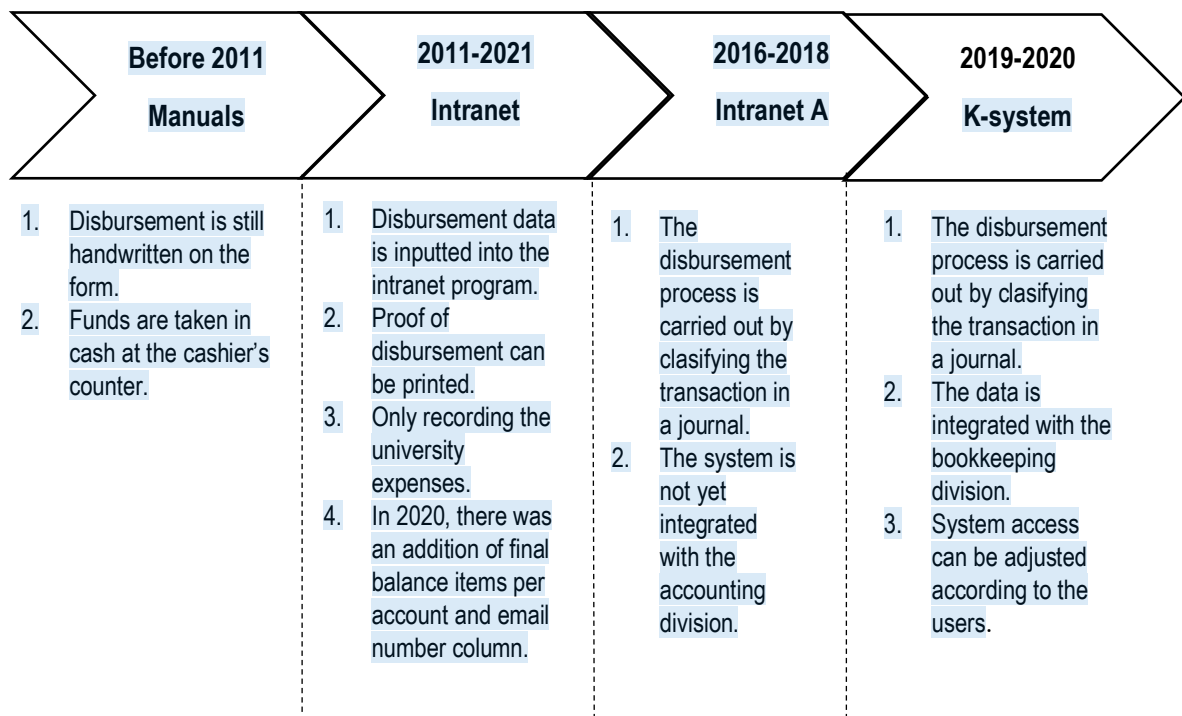 Before 2011
Manuals
2011-2021
Intranet
2016-2018
Intranet A
2019-2020
K-system
1. Disbursement is still
handwritten on the
form.
2. Funds are taken in
cash at the cashier's
counter.
1. Disbursement data
is inputted into the
intranet program.
2. Proof of
disbursement can
be printed.
3. Only recording the
university
expenses.
4. In 2020, there was
an addition of final
balance items per
account and email
number column.
1. The
disbursement
process is
carried out by
clasifying the
transaction in
a journal.
2. The system is
not yet
integrated
with the
accounting
division.
1. The disbursement
process is carried
out by clasifying
the transaction in
a journal.
2. The data is
integrated with the
bookkeeping
division.
3. System access
can be adjusted
according to the
users.